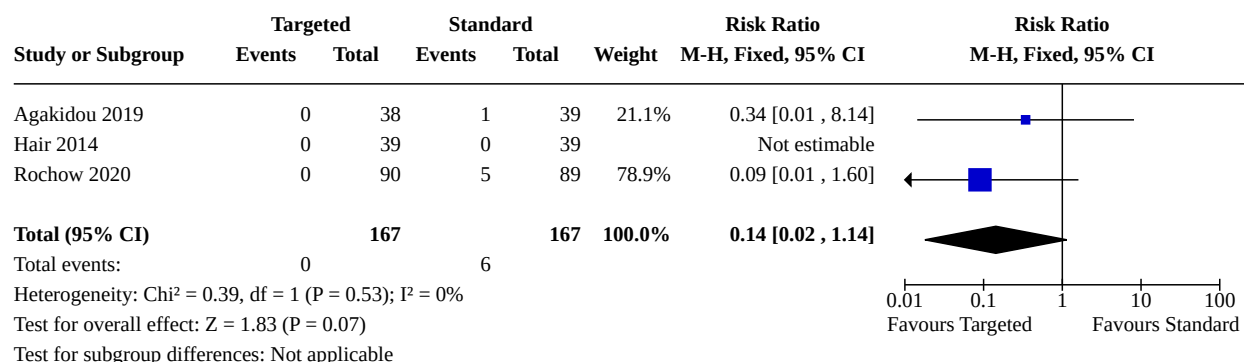 Targeted Standard Risk Ratio Risk Ratio
Study or Subgroup Events Total Events Total Weight M-H, Fixed, 95% CI M-H, Fixed, 95% CI
Agakidou 2019 0 38 1 39 21.1% 0.34 [0.01 , 8.14]
Hair 2014 0 39 0 39 Not estimable
Rochow 2020 0 90 5 89 78.9% 0.09 [0.01 , 1.60]
Total (95% CI) 167 167 100.0% 0.14 [0.02 , 1.14]
Total events: 0 6
Heterogeneity: Chi² = 0.39, df = 1 (P = 0.53); I² = 0%
0.01 0.1 1 10 100
Test for overall effect: Z = 1.83 (P = 0.07) Favours Targeted Favours Standard
Test for subgroup differences: Not applicable